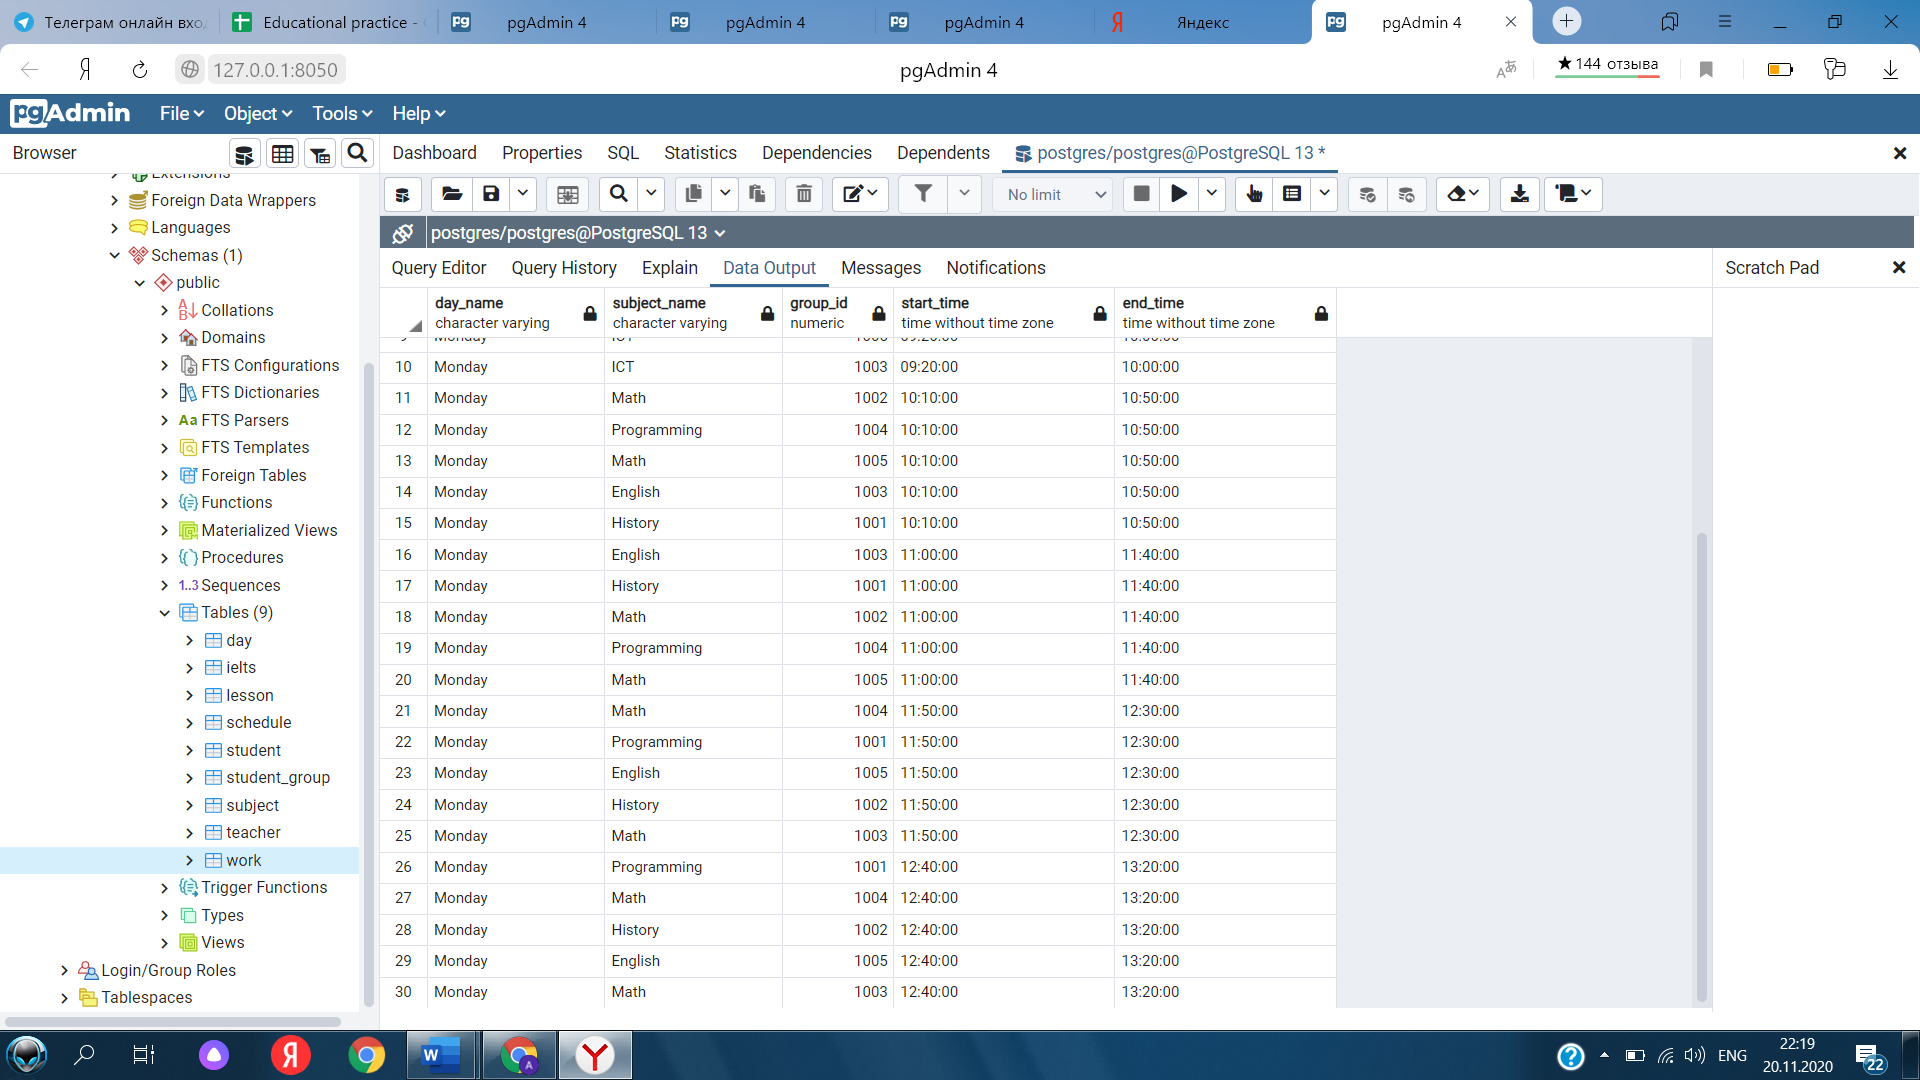 Телеграм онлайн вхо
Educational practice -
pgAdmin 4
pgAdmin 4
pgAdmin 4
Яндекс
pgAdmin 4
127.0.0.1:8050
pgAdmin 4
★144 отзыва
pgAdmin
File
Object
Tools
Help
Browser
Dashboard
Properties
SQL
Statistics
Dependencies
Dependents
postgres/postgres@PostgreSQL 13 *
No limit
postgres/postgres@PostgreSQL 13
Query Editor
Query History
Explain
Data Output
Messages
Notifications
Scratch Pad
Extensions
Foreign Data Wrappers
Languages
Schemas (1)
public
Collations
Domains
FTS Configurations
FTS Dictionaries
Aa FTS Parsers
FTS Templates
Foreign Tables
Functions
Materialized Views
Procedures
1..3 Sequences
Tables (9)
day
ielts
lesson
schedule
student
student_group
subject
teacher
work
Trigger Functions
Types
Views
Login/Group Roles
Tablespaces
day_name subject_name group_id start_time end_time
character varying character varying numeric time without time zone time without time zone
10 Monday ICT 1003 09:20:00 10:00:00
11 Monday Math 1002 10:10:00 10:50:00
12 Monday Programming 1004 10:10:00 10:50:00
13 Monday Math 1005 10:10:00 10:50:00
14 Monday English 1003 10:10:00 10:50:00
15 Monday History 1001 10:10:00 10:50:00
16 Monday English 1003 11:00:00 11:40:00
17 Monday History 1001 11:00:00 11:40:00
18 Monday Math 1002 11:00:00 11:40:00
19 Monday Programming 1004 11:00:00 11:40:00
20 Monday Math 1005 11:00:00 11:40:00
21 Monday Math 1004 11:50:00 12:30:00
22 Monday Programming 1001 11:50:00 12:30:00
23 Monday English 1005 11:50:00 12:30:00
24 Monday History 1002 11:50:00 12:30:00
25 Monday Math 1003 11:50:00 12:30:00
26 Monday Programming 1001 12:40:00 13:20:00
27 Monday Math 1004 12:40:00 13:20:00
28 Monday History 1002 12:40:00 13:20:00
29 Monday English 1005 12:40:00 13:20:00
30 Monday Math 1003 12:40:00 13:20:00
ENG
22:19
20.11.2020
22